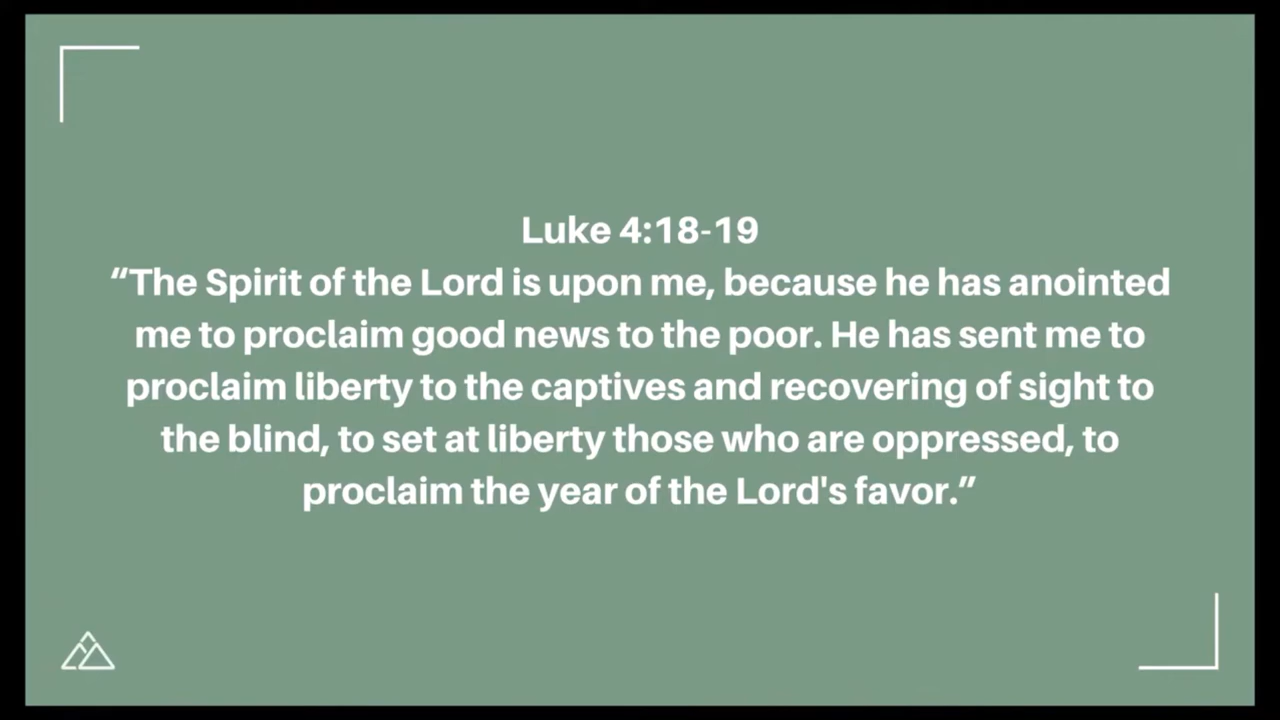 Luke 4:18-19
“The Spirit of the Lord is upon me, because he has anointed
me to proclaim good news to the poor. He has sent me to
proclaim liberty to the captives and recovering of sight to
the blind, to set at liberty those who are oppressed, to
proclaim the year of the Lord's favor.”